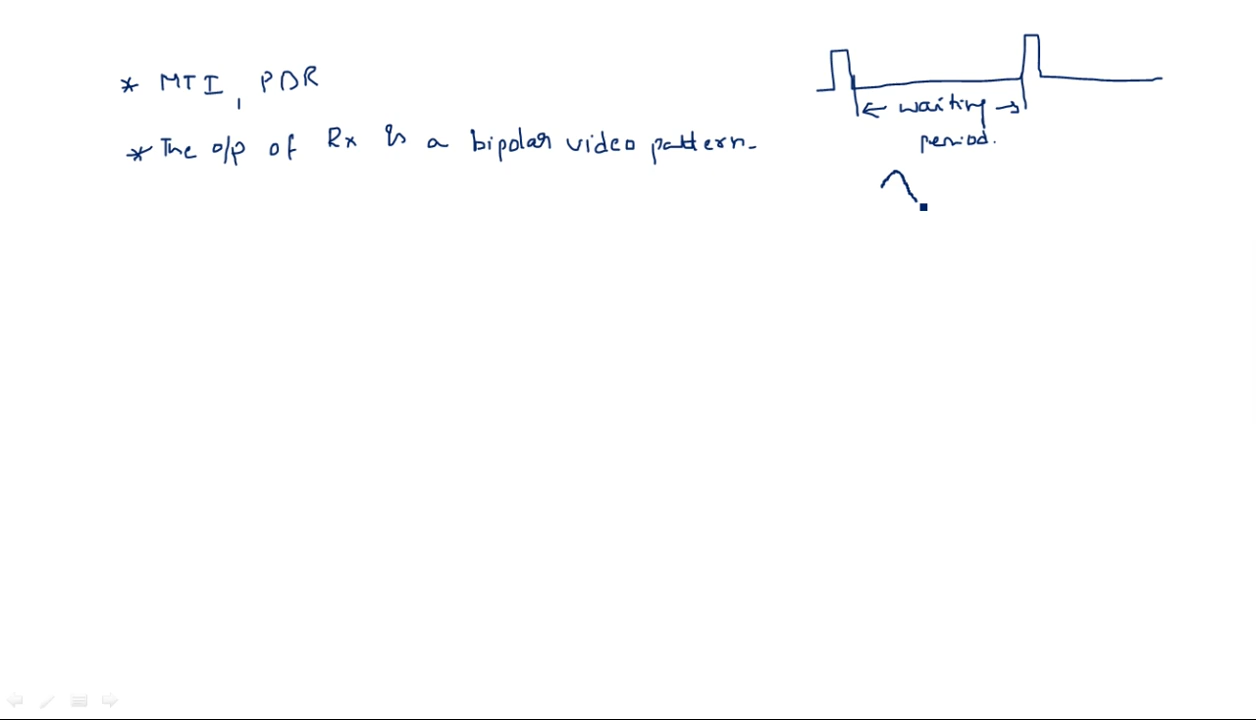 * MTI, PDR
* The o/p of Rx is a bipolar video pattern.
waiting
period.